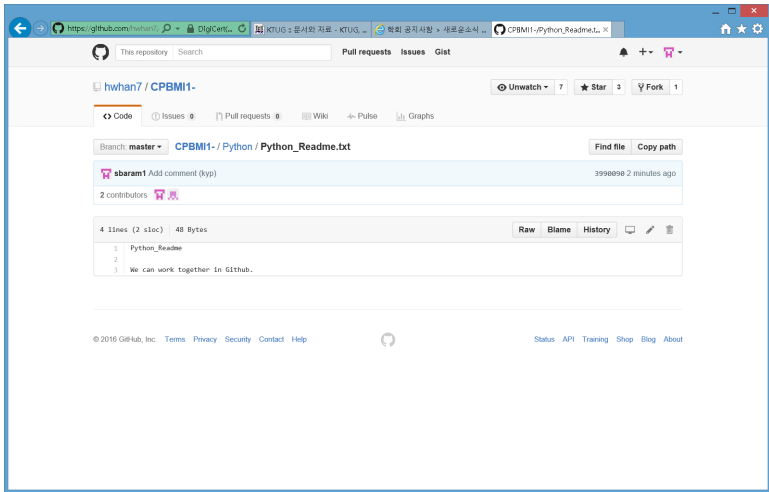 https://github.com/hwhan7, DigiCert(... KTUG :: 문서와 자료 - KTUG, ... 학회 공지사항 > 새로운소식 ... CPBMI1-/Python_Readme.t...
This repository Search Pull requests Issues Gist
hwhan7 / CPBMI1- Unwatch 7 Star 3 Fork 1
Code Issues 0 Pull requests 0 Wiki Pulse Graphs
Branch: master CPBMI1- / Python / Python_Readme.txt Find file Copy path
sbaram1 Add comment (kyp) 3990090 2 minutes ago
2 contributors
4 lines (2 sloc) 48 Bytes Raw Blame History
1 Python_Readme
2
3 We can work together in Github.
© 2016 GitHub, Inc. Terms Privacy Security Contact Help Status API Training Shop Blog About